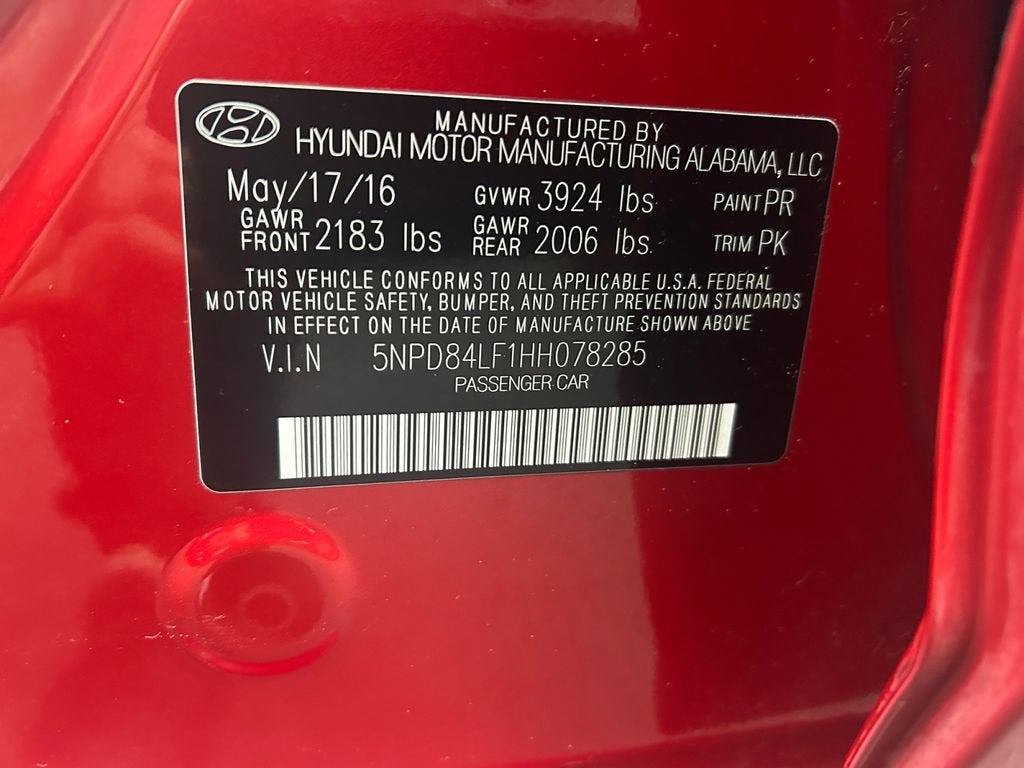 MANUFACTURED BY
HYUNDAI MOTOR MANUFACTURING ALABAMA, LLC
May/17/16 GVWR 3924 lbs PAINT PR
GAWR FRONT 2183 lbs GAWR REAR 2006 lbs. TRIM PK
THIS VEHICLE CONFORMS TO ALL APPLICABLE U.S.A. FEDERAL
MOTOR VEHICLE SAFETY, BUMPER, AND THEFT PREVENTION STANDARDS
IN EFFECT ON THE DATE OF MANUFACTURE SHOWN ABOVE
V.I.N 5NPD84LF1HH078285
PASSENGER CAR